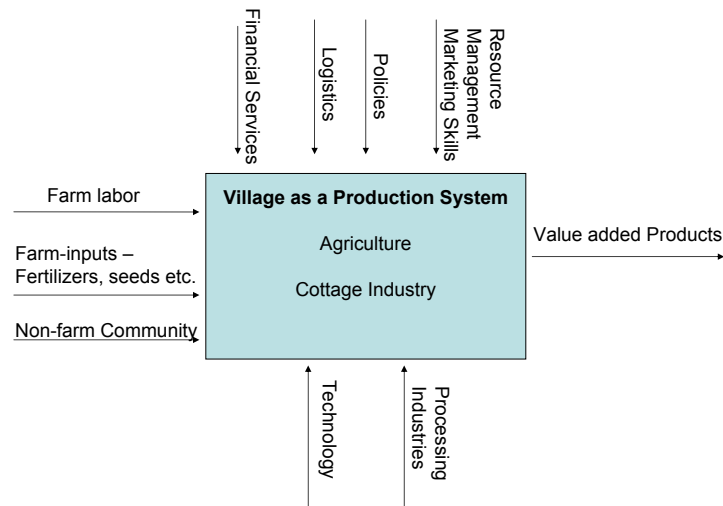 Financial Services
Logistics
Policies
Resource
Management
Marketing Skills
Village as a Production System
Agriculture
Cottage Industry
Farm labor
Farm-inputs –
Fertilizers, seeds etc.
Non-farm Community
Value added Products
Technology
Processing
Industries